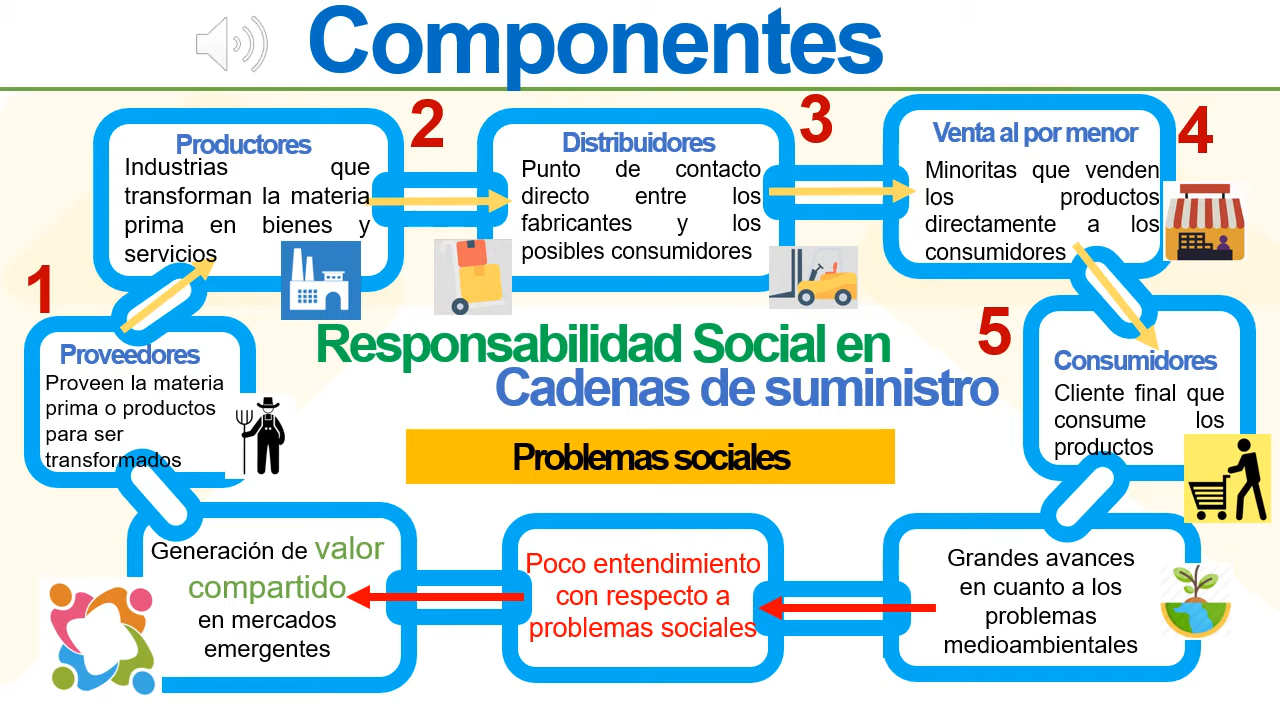 Componentes
1
Proveedores
Proveen la materia
prima o productos
para ser
transformados
Productores
Industrias que
transforman la materia
prima en bienes y
servicios
2
Distribuidores
Punto de contacto
directo entre los
fabricantes y los
posibles consumidores
3
Venta al por menor
Minoritas que venden
los productos
directamente a los
consumidores
4
5
Consumidores
Cliente final que
consume los
productos
Responsabilidad Social en
Cadenas de suministro
Problemas sociales
Grandes avances
en cuanto a los
problemas
medioambientales
Poco entendimiento
con respecto a
problemas sociales
Generación de valor
compartido
en mercados
emergentes